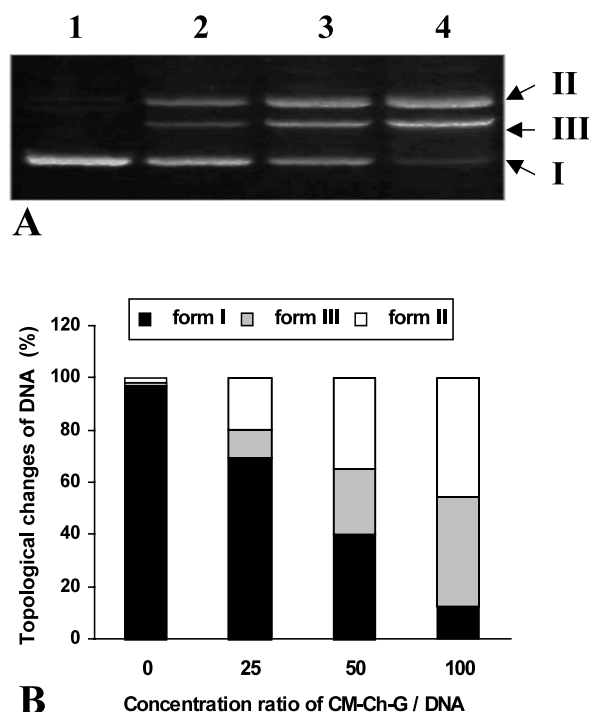 1 2 3 4
II
III
I
A
form I form III form II
120
100
80
60
40
20
0
Topological changes of DNA (%)
0 25 50 100
B Concentration ratio of CM-Ch-G / DNA